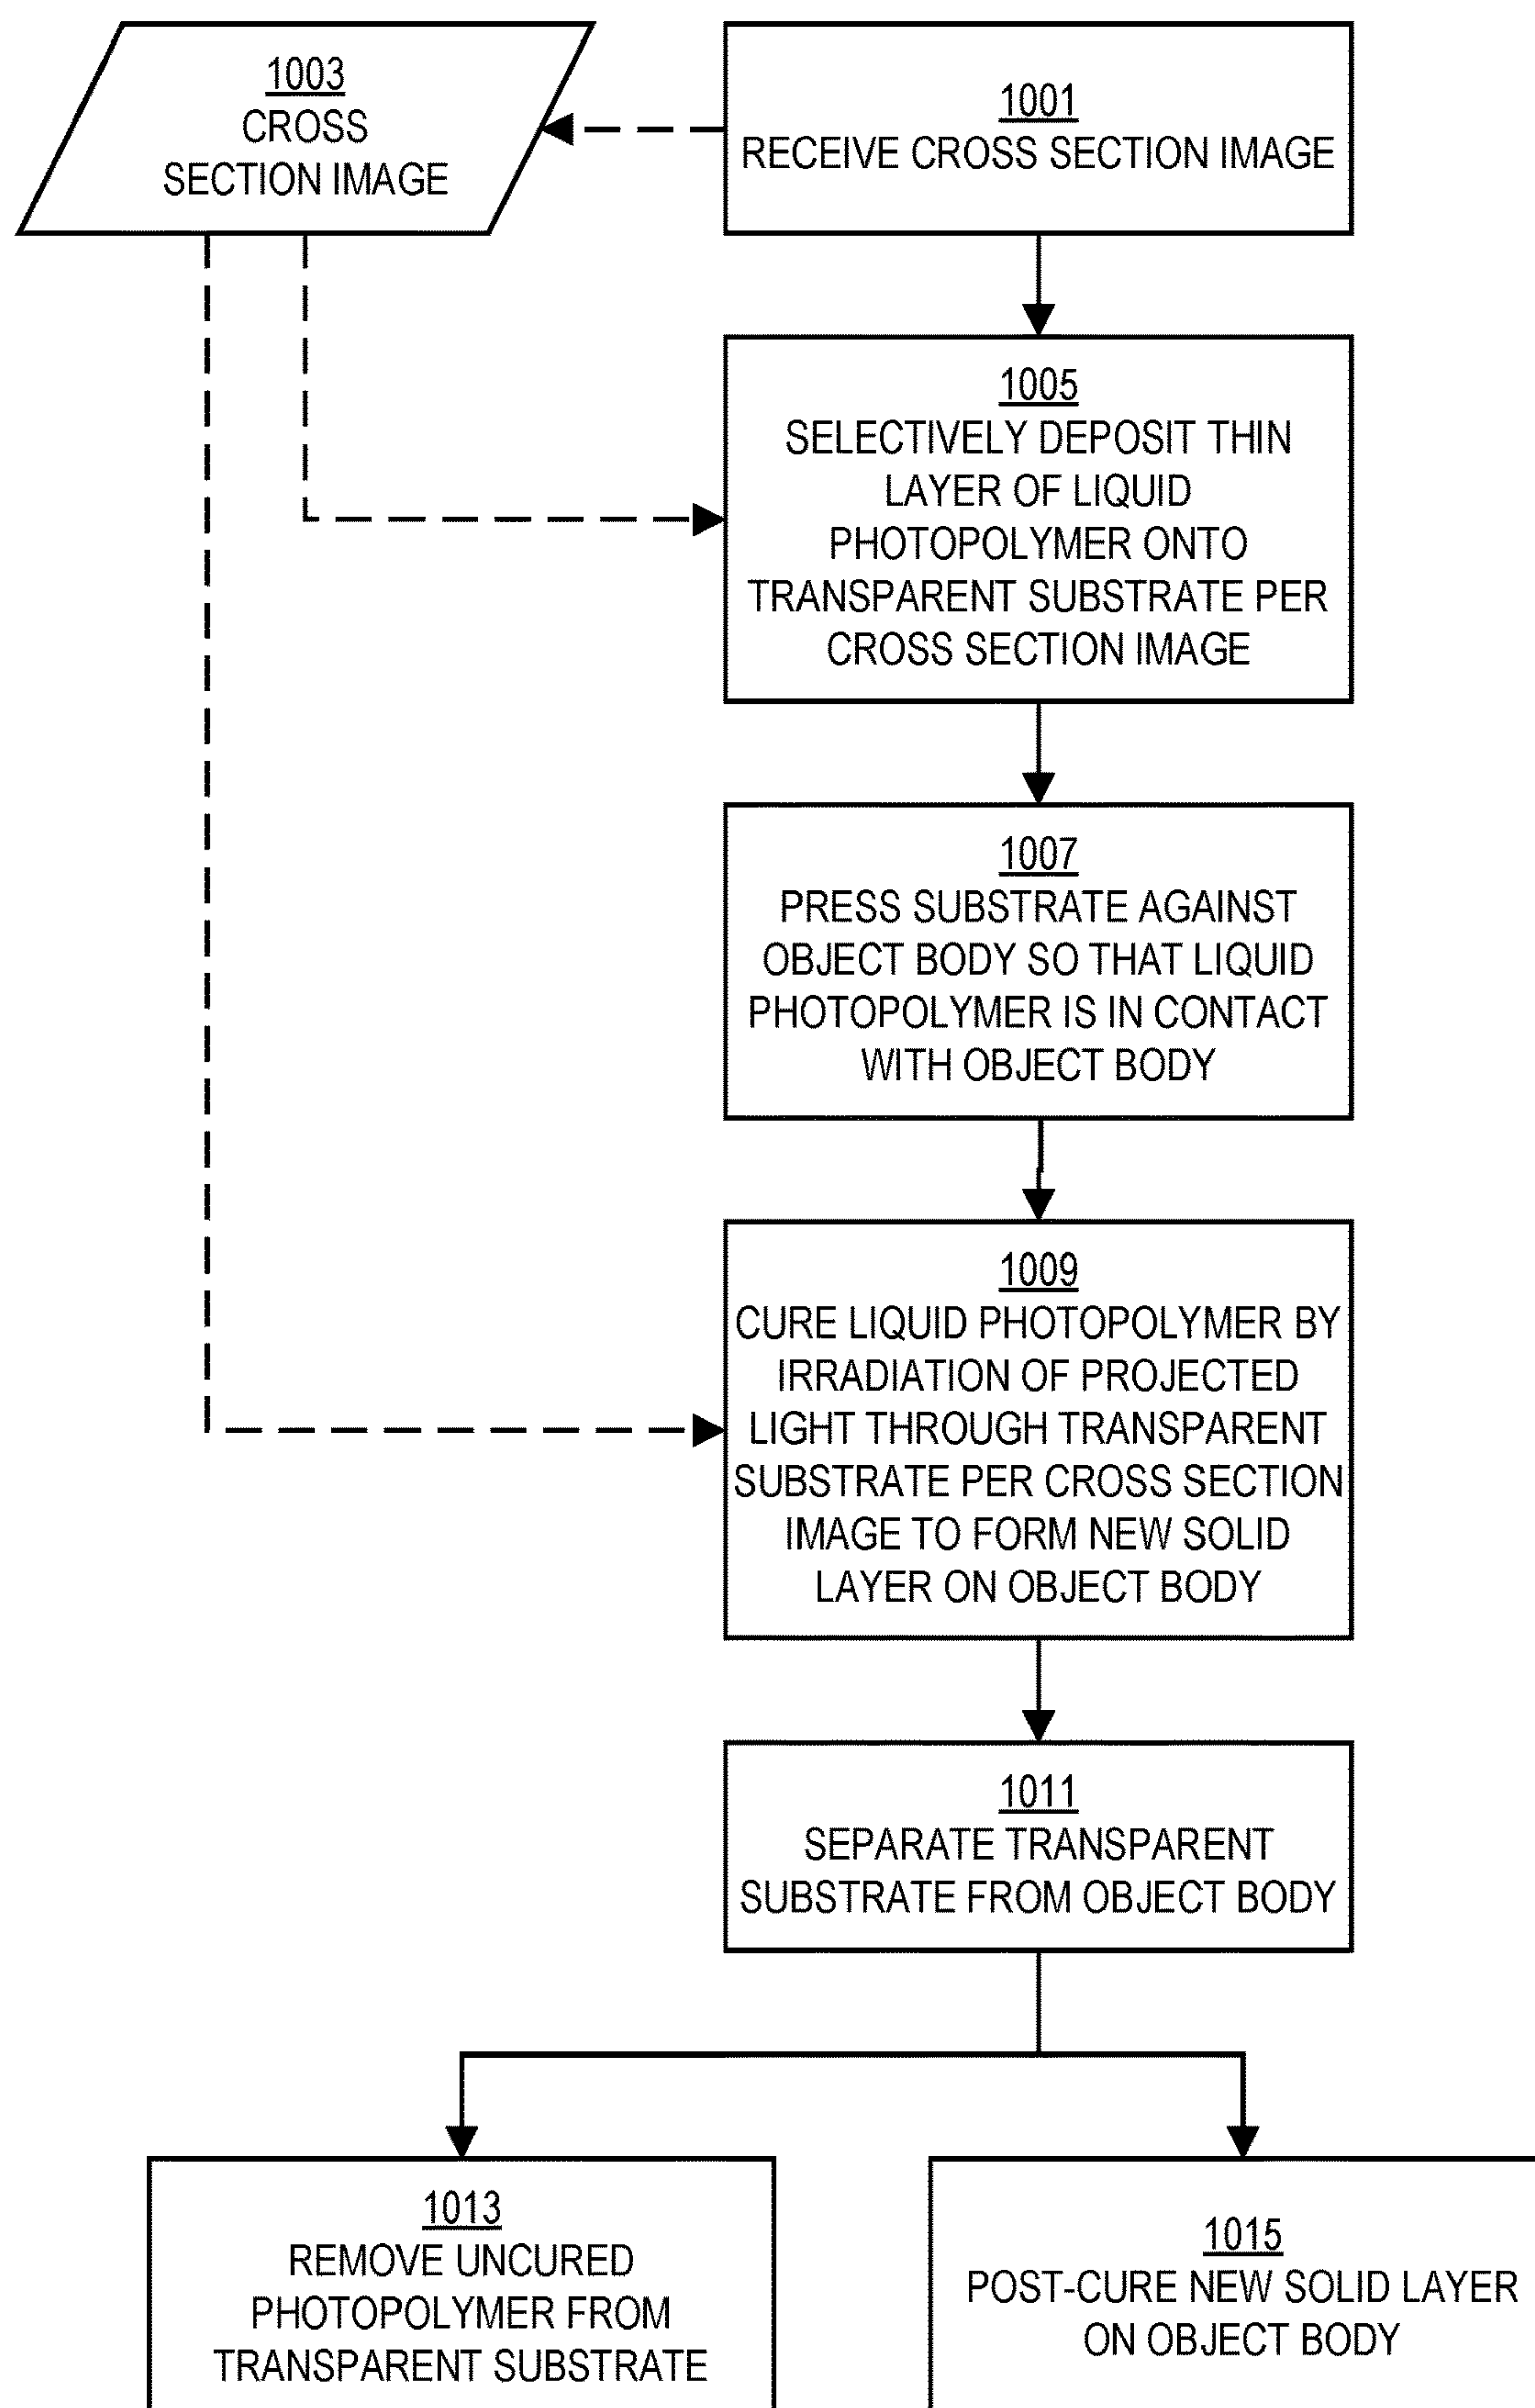 1003
CROSS
SECTION IMAGE
1001
RECEIVE CROSS SECTION IMAGE
1005
SELECTIVELY DEPOSIT THIN
LAYER OF LIQUID
PHOTOPOLYMER ONTO
TRANSPARENT SUBSTRATE PER
CROSS SECTION IMAGE
1007
PRESS SUBSTRATE AGAINST
OBJECT BODY SO THAT LIQUID
PHOTOPOLYMER IS IN CONTACT
WITH OBJECT BODY
1009
CURE LIQUID PHOTOPOLYMER BY
IRRADIATION OF PROJECTED
LIGHT THROUGH TRANSPARENT
SUBSTRATE PER CROSS SECTION
IMAGE TO FORM NEW SOLID
LAYER ON OBJECT BODY
1011
SEPARATE TRANSPARENT
SUBSTRATE FROM OBJECT BODY
1013
REMOVE UNCURED
PHOTOPOLYMER FROM
TRANSPARENT SUBSTRATE
1015
POST-CURE NEW SOLID LAYER
ON OBJECT BODY